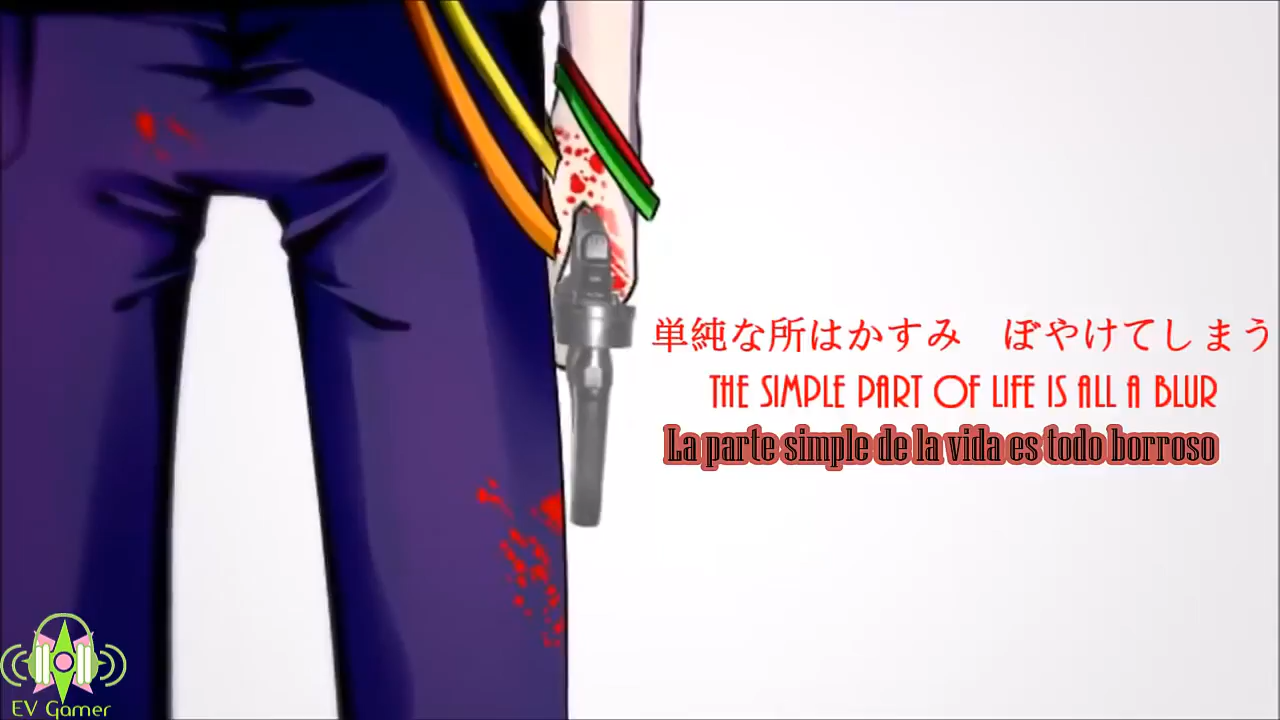 単純な所はかすみ　ぼやけてしまう
THE SIMPLE PART OF LIFE IS ALL A BLUR
La parte simple de la vida es todo borroso
EV Gamer